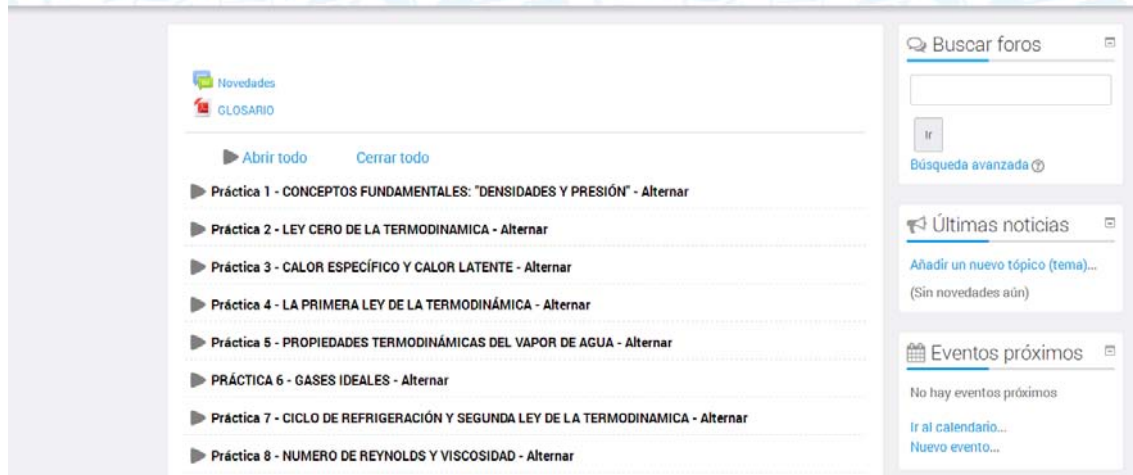 Novedades
GLOSARIO
Abrir todo Cerrar todo
Práctica 1 - CONCEPTOS FUNDAMENTALES: "DENSIDADES Y PRESIÓN" - Alternar
Práctica 2 - LEY CERO DE LA TERMODINAMICA - Alternar
Práctica 3 - CALOR ESPECÍFICO Y CALOR LATENTE - Alternar
Práctica 4 - LA PRIMERA LEY DE LA TERMODINÁMICA - Alternar
Práctica 5 - PROPIEDADES TERMODINÁMICAS DEL VAPOR DE AGUA - Alternar
PRÁCTICA 6 - GASES IDEALES - Alternar
Práctica 7 - CICLO DE REFRIGERACIÓN Y SEGUNDA LEY DE LA TERMODINAMICA - Alternar
Práctica 8 - NUMERO DE REYNOLDS Y VISCOSIDAD - Alternar
Buscar foros
Ir
Búsqueda avanzada
Últimas noticias
Añadir un nuevo tópico (tema)...
(Sin novedades aún)
Eventos próximos
No hay eventos próximos
Ir al calendario...
Nuevo evento...